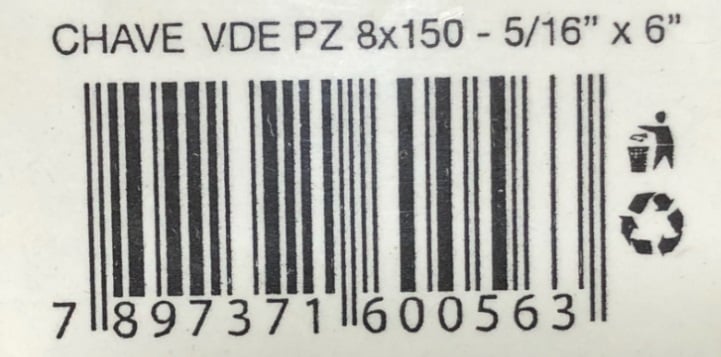 CHAVE VDE PZ 8x150 - 5/16” x 6”
7 897371 600563